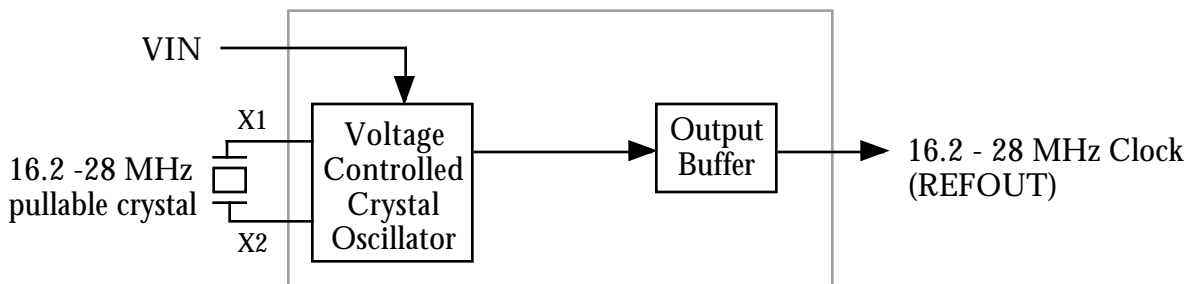 VIN
X1
16.2 -28 MHz
pullable crystal
X2
Voltage
Controlled
Crystal
Oscillator
Output
Buffer
16.2 - 28 MHz Clock
(REFOUT)